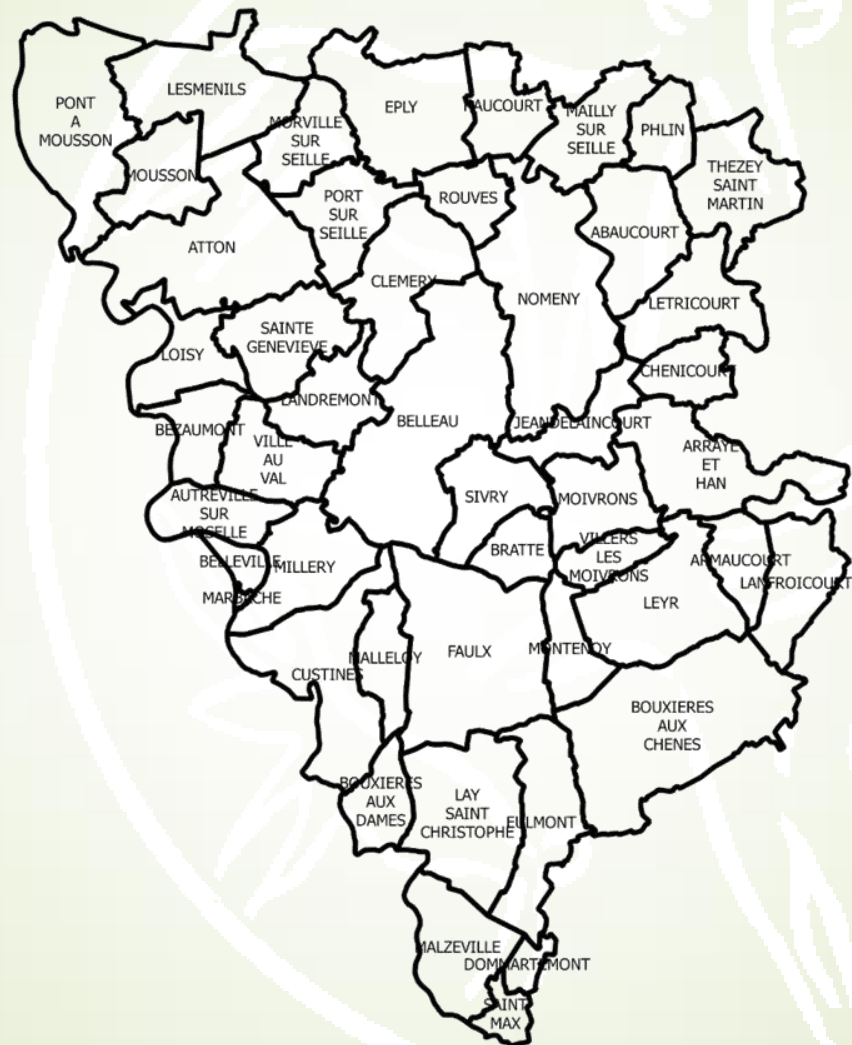 LESMENILS
PONT
A
MOUSSON
EPLY
RAUCOURT
MAILLY
SUR
SEILLE
PHLIN
MORVILLE
SUR
SEILLE
MOUSSON
THEZEY
SAINT
MARTIN
PORT
SUR
SEILLE
ROUVES
ABAUCOURT
ATTON
CLEMERY
NOMENY
LETRICOURT
SAINTE
GENEVIEVE
LOISY
CHENICOURT
LANDREMONT
BELLEAU
JEANDELAINCOURT
BEZAUMONT
VILLE
AU
VAL
ARRAYE
ET
HAN
SIVRY
MOIVRONS
AUTREVILLE
SUR
MOSELLE
BRATTE
VILLERS
LES
MOIVRONS
BELLEVILLE
MILLERY
ARMAUCOURT
LANFROICOURT
MARBACHE
LEYR
FAULX
MONTENOY
MALLELOY
CUSTINES
BOUXIERES
AUX
CHENES
BOUXIERES
AUX
DAMES
LAY
SAINT
CHRISTOPHE
EULMONT
MALZEVILLE
DOMMARTEMONT
SAINT
MAX